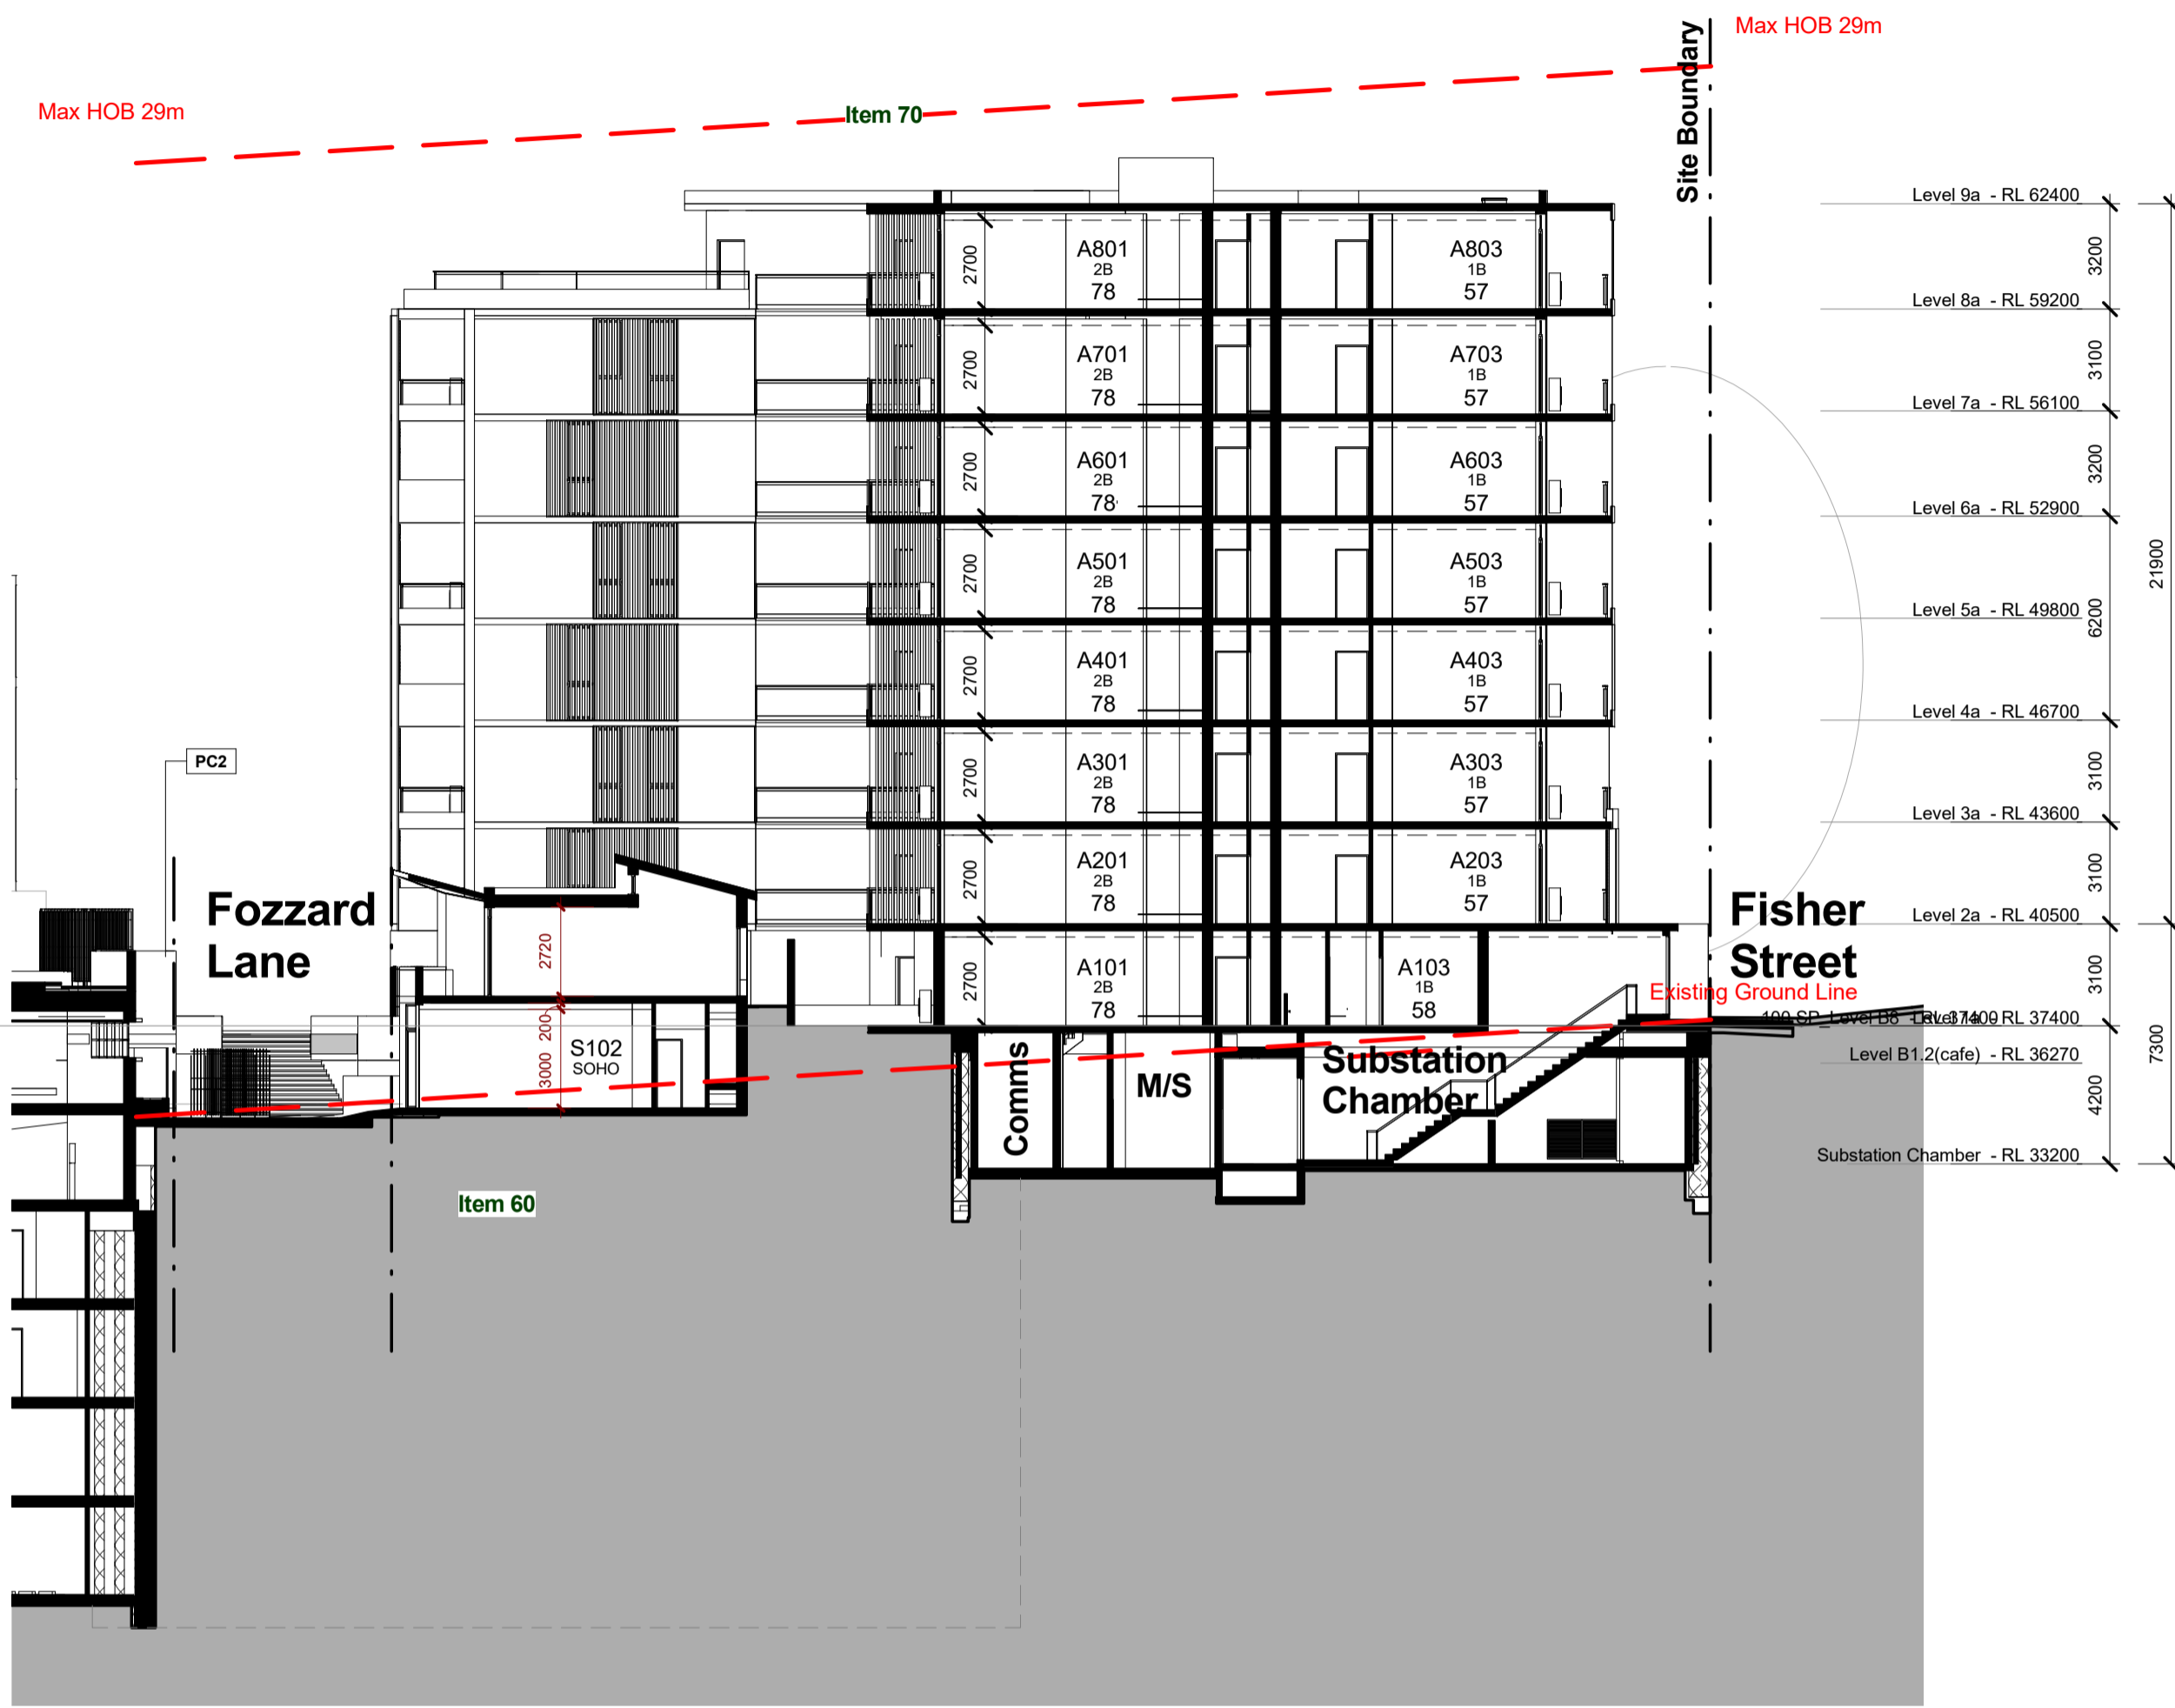 Max HOB 29m
Max HOB 29m
Site Boundary
Item 70
Level 9a - RL 62400
3200
2700
A801
2B
78
A803
1B
57
Level 8a - RL 59200
3100
2700
A701
2B
78
A703
1B
57
Level 7a - RL 56100
3200
2700
A601
2B
78
A603
1B
57
Level 6a - RL 52900
21900
2700
A501
2B
78
A503
1B
57
Level 5a - RL 49800
6200
2700
A401
2B
78
A403
1B
57
Level 4a - RL 46700
3100
PC2
2700
A301
2B
78
A303
1B
57
Level 3a - RL 43600
3100
2700
A201
2B
78
A203
1B
57
Level 2a - RL 40500
Fozzard
Lane
Fisher
Street
2720
2700
A101
2B
78
A103
1B
58
3100
Existing Ground Line
RL 37400
Level B1.2(cafe) - RL 36270
7300
200
3000
S102
SOHO
Comms
M/S
Substation
Chamber
4200
Substation Chamber - RL 33200
Item 60